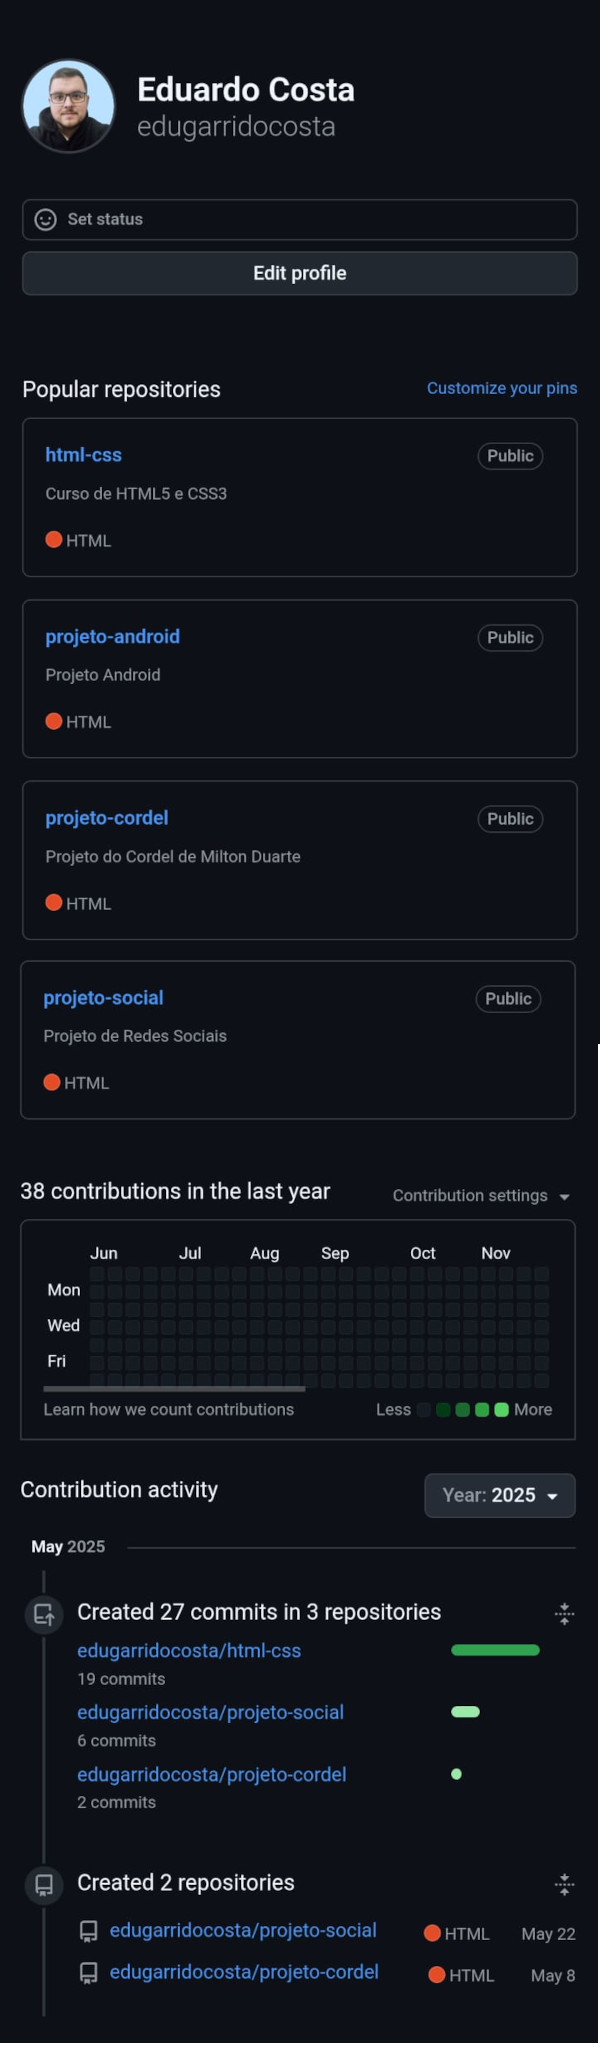 Eduardo Costa
edugarridocosta
Set status
Edit profile
Popular repositories
Customize your pins
html-css
Public
Curso de HTML5 e CSS3
HTML
projeto-android
Public
Projeto Android
HTML
projeto-cordel
Public
Projeto do Cordel de Milton Duarte
HTML
projeto-social
Public
Projeto de Redes Sociais
HTML
38 contributions in the last year
Contribution settings
Jun Jul Aug Sep Oct Nov
Mon
Wed
Fri
Learn how we count contributions
Less More
Contribution activity
Year: 2025
May 2025
Created 27 commits in 3 repositories
edugarridocosta/html-css
19 commits
edugarridocosta/projeto-social
6 commits
edugarridocosta/projeto-cordel
2 commits
Created 2 repositories
edugarridocosta/projeto-social HTML May 22
edugarridocosta/projeto-cordel HTML May 8